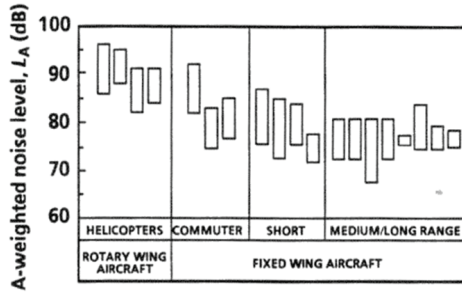 A-weighted noise level, LA (dB)
100
90
80
70
60
HELICOPTERS
COMMUTER
SHORT
MEDIUM/LONG RANGE
ROTARY WING
AIRCRAFT
FIXED WING AIRCRAFT